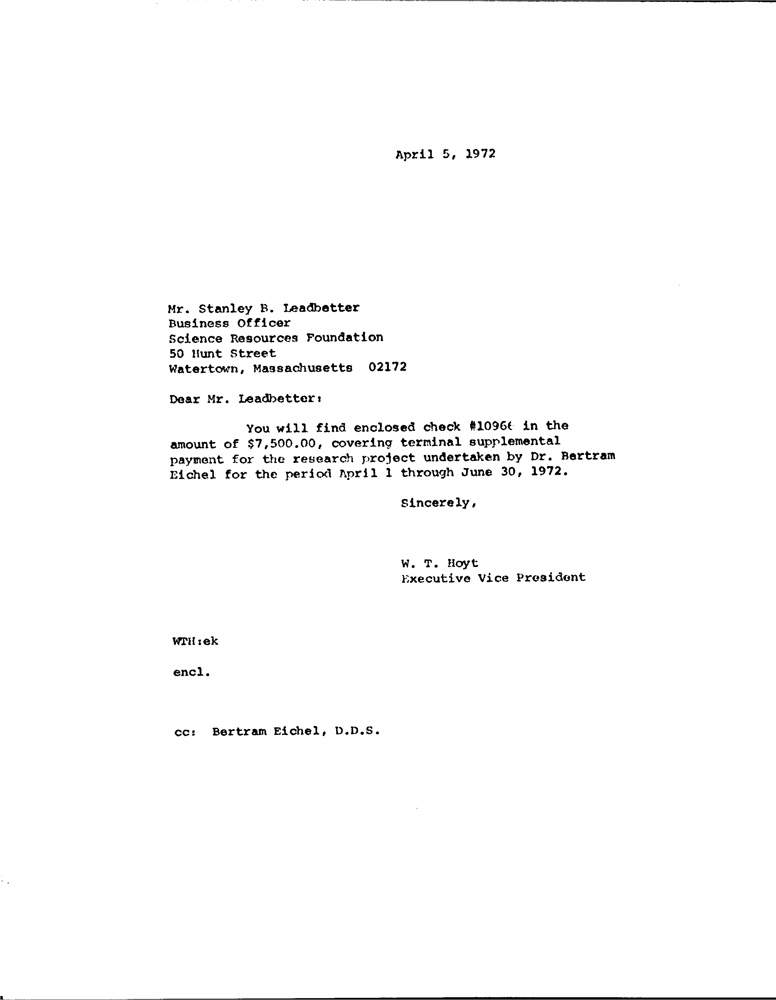 April 5, 1972
Mr. Stanley B. Leadbetter
Business Officer
Science Resources Foundation
50 Hunt Street
Watertown, Massachusetts 02172
Dear Mr. Leadbetter:
You will find enclosed check in the
amount of $7,500.00, covering terminal supplemental
payment for the research project undertaken by Dr. Bertram
Eichel for the period April 1 through June 30, 1972.
Sincerely,
W. T. Hoyt
Executive Vice President
WTH:ek
encl.
cc: Bertram Eichel, D.D.S.